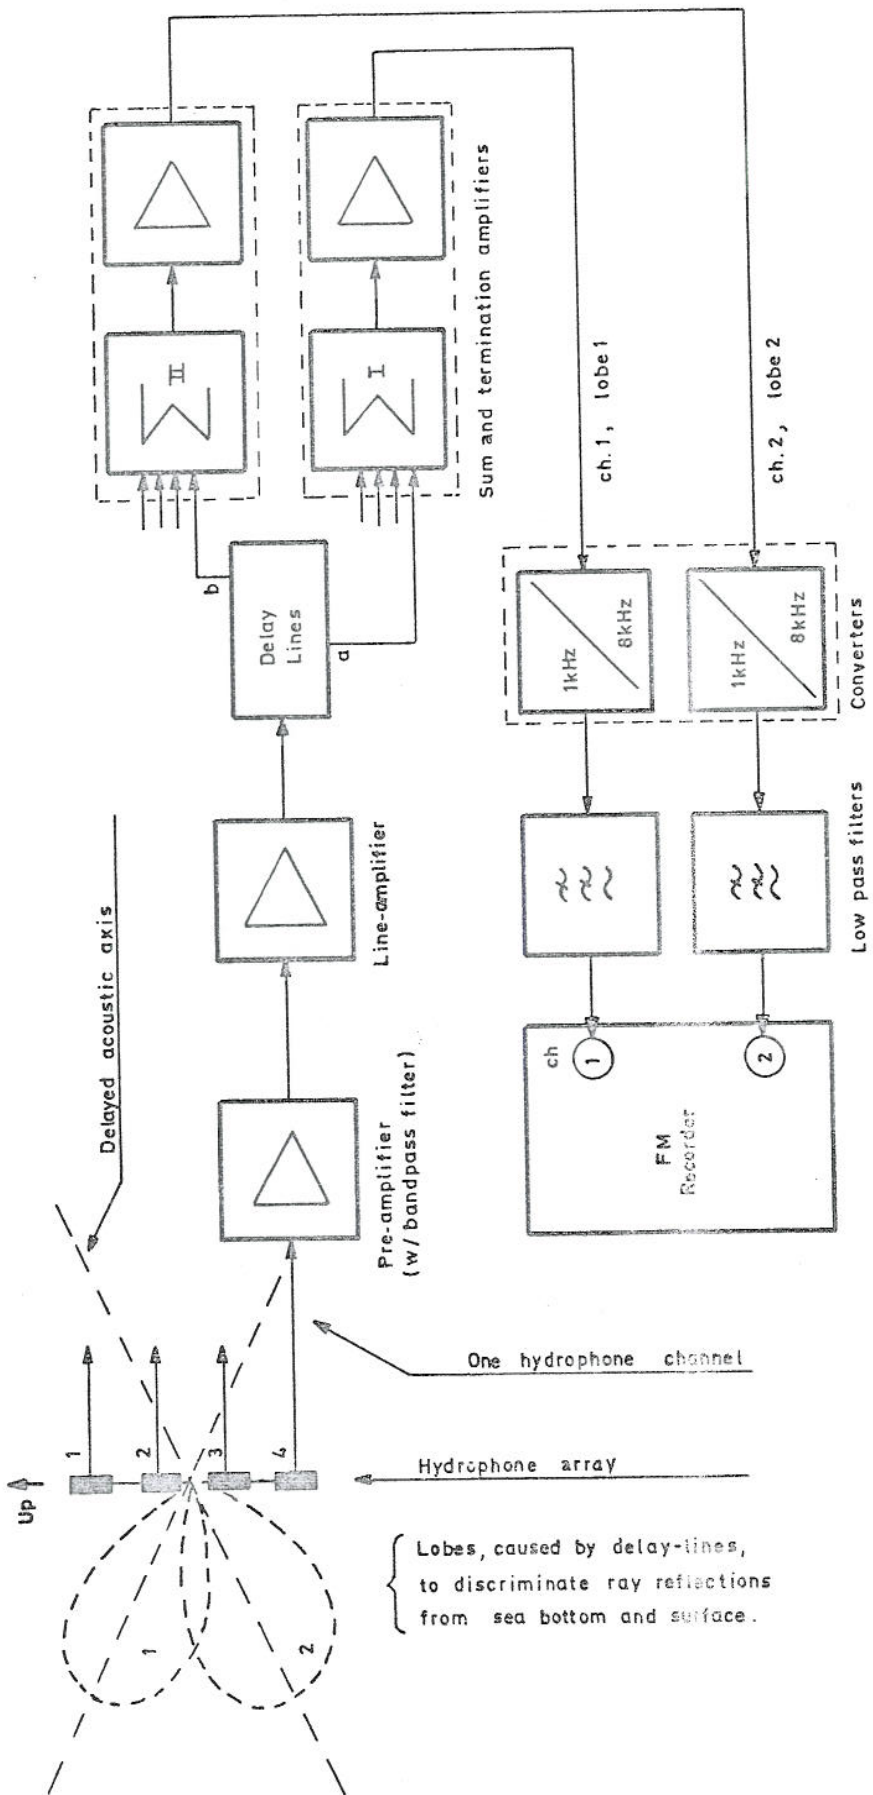 Up
1
2
3
4
1
2
Lobes, caused by delay-lines,
to discriminate ray reflections
from sea bottom and surface.
Hydrophone array
One hydrophone channel
Delayed acoustic axis
Pre-amplifier
(w/ bandpass filter)
Line-amplifier
Delay
Lines
b
a
Σ II
Σ I
Sum and termination amplifiers
ch.1, lobe 1
ch.2, lobe 2
1kHz
8kHz
1kHz
8kHz
Converters
Low pass filters
ch
1
2
FM
Recorder